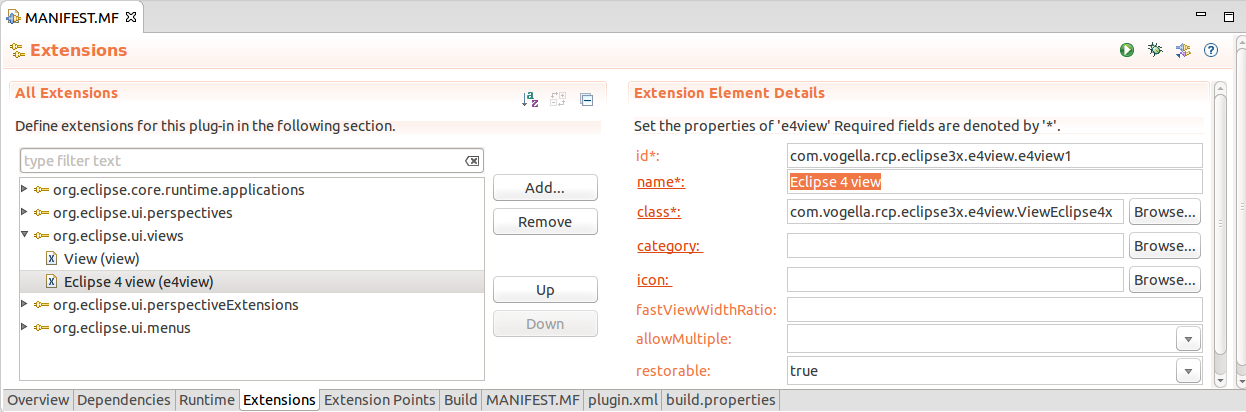 MANIFEST.MF
Extensions
All Extensions
Define extensions for this plug-in in the following section.
type filter text
org.eclipse.core.runtime.applications
org.eclipse.ui.perspectives
org.eclipse.ui.views
View (view)
Eclipse 4 view (e4view)
org.eclipse.ui.perspectiveExtensions
org.eclipse.ui.menus
Add...
Remove
Up
Down
Extension Element Details
Set the properties of 'e4view' Required fields are denoted by '*'.
id*: com.vogella.rcp.eclipse3x.e4view.e4view1
name*: Eclipse 4 view
class*: com.vogella.rcp.eclipse3x.e4view.ViewEclipse4x Browse...
category: Browse...
icon: Browse...
fastViewWidthRatio:
allowMultiple:
restorable: true
Overview Dependencies Runtime Extensions Extension Points Build MANIFEST.MF plugin.xml build.properties